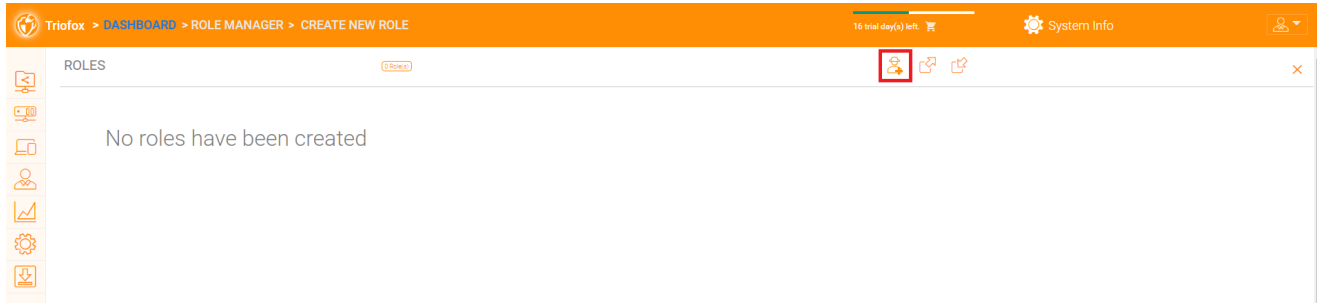 Triofox > DASHBOARD > ROLE MANAGER > CREATE NEW ROLE
16 trial day(s) left.
System Info
ROLES
0 Role(s)
No roles have been created